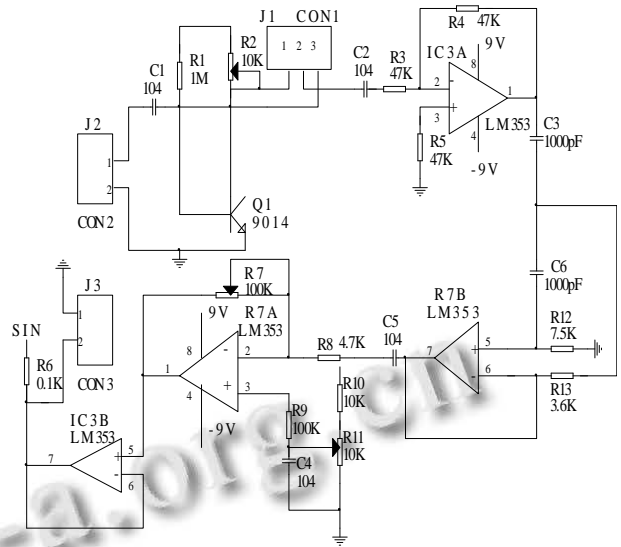 J1 CON1
1 2 3
R1
1M
R2
10K
C1
104
C2
104
R3
47K
R4
47K
IC3A
9V
8
2
-
+
3
1
4
LM353
-9V
R5
47K
C3
1000pF
J2
1
2
CON2
Q1
9014
C6
1000pF
R7
100K
9V
R7A
LM353
8
-
2
1
+
3
4
-9V
R8
4.7K
C5
104
R7B
LM353
7
+
5
-
6
R12
7.5K
R13
3.6K
J3
1
2
CON3
SIN
R6
0.1K
R9
100K
R10
10K
R11
10K
C4
104
IC3B
LM353
7
+
5
-
6
a.org.cn